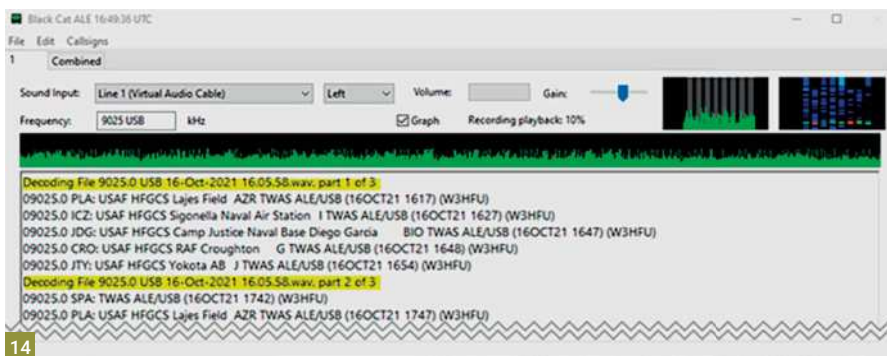 Black Cat ALE 16:49:36 UTC
File Edit Callsigns
1 Combined
Sound Input: Line 1 (Virtual Audio Cable) Left Volume: Gain:
Frequency: 9025 USB kHz Graph Recording playback: 10%
Decoding File 9025.0 USB 16-Oct-2021 16.05.58.wav, part 1 of 3
09025.0 PLA: USAF HFGCS Lajes Field AZR TWAS ALE/USB (16OCT21 1617) (W3HFU)
09025.0 ICZ: USAF HFGCS Sigonella Naval Air Station I TWAS ALE/USB (16OCT21 1627) (W3HFU)
09025.0 JDG: USAF HFGCS Camp Justice Naval Base Diego Garcia BIO TWAS ALE/USB (16OCT21 1647) (W3HFU)
09025.0 CRO: USAF HFGCS RAF Croughton G TWAS ALE/USB (16OCT21 1648) (W3HFU)
09025.0 JTY: USAF HFGCS Yokota AB J TWAS ALE/USB (16OCT21 1654) (W3HFU)
Decoding File 9025.0 USB 16-Oct-2021 16.05.58.wav, part 2 of 3
09025.0 SPA: TWAS ALE/USB (16OCT21 1742) (W3HFU)
09025.0 PLA: USAF HFGCS Lajes Field AZR TWAS ALE/USB (16OCT21 1747) (W3HFU)
14